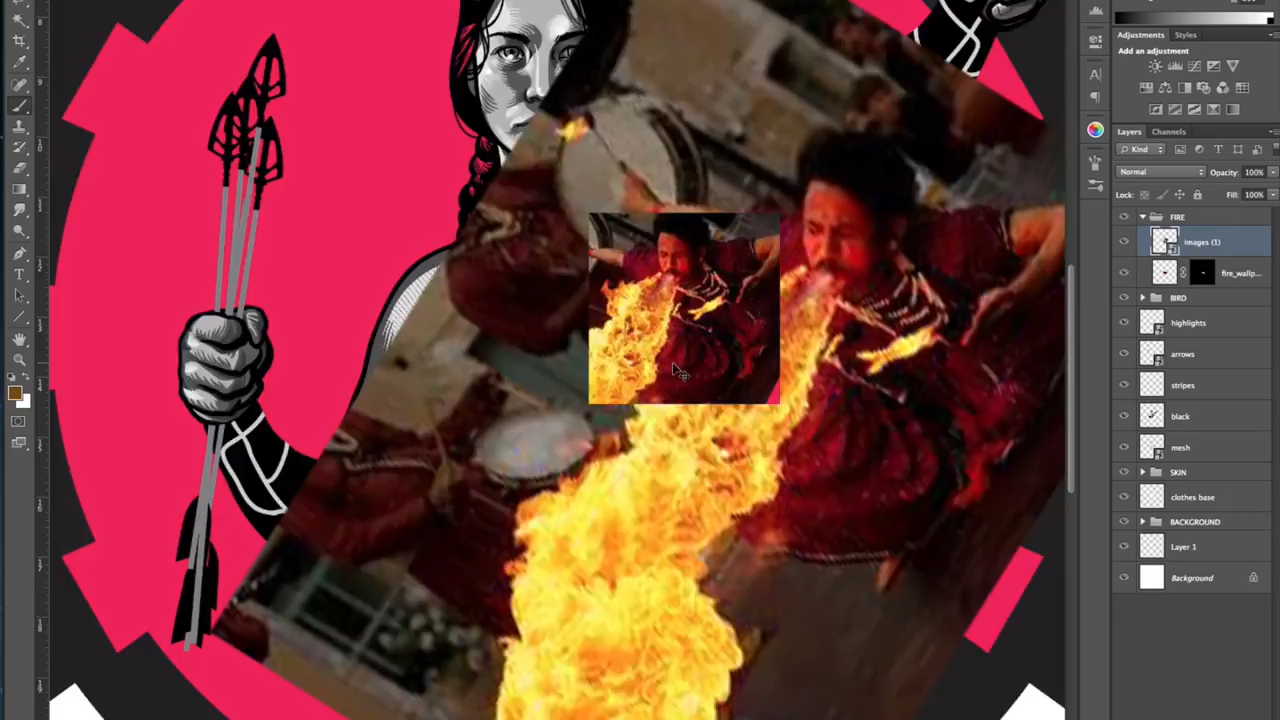 Adjustments Styles
Add an adjustment
Layers Channels
Kind
Normal Opacity: 100%
Lock: Fill: 100%
FIRE
images (1)
fire_wallp...
BIRD
highlights
arrows
stripes
black
mesh
SKIN
clothes base
BACKGROUND
Layer 1
Background